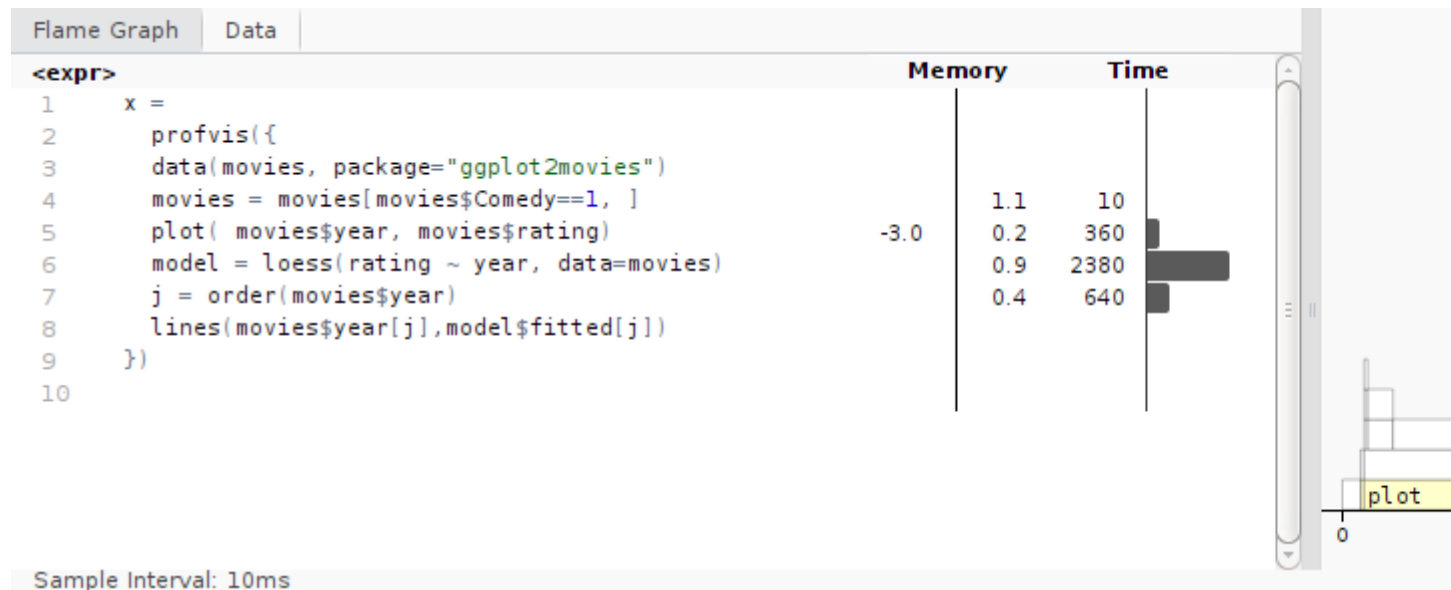 Flame Graph Data
<expr> Memory Time
1 x =
2 profvis({
3 data(movies, package="ggplot2movies")
4 movies = movies[movies$Comedy==1, ] 1.1 10
5 plot( movies$year, movies$rating) -3.0 0.2 360
6 model = loess(rating ~ year, data=movies) 0.9 2380
7 j = order(movies$year) 0.4 640
8 lines(movies$year[j],model$fitted[j])
9 })
10
plot
0
Sample Interval: 10ms